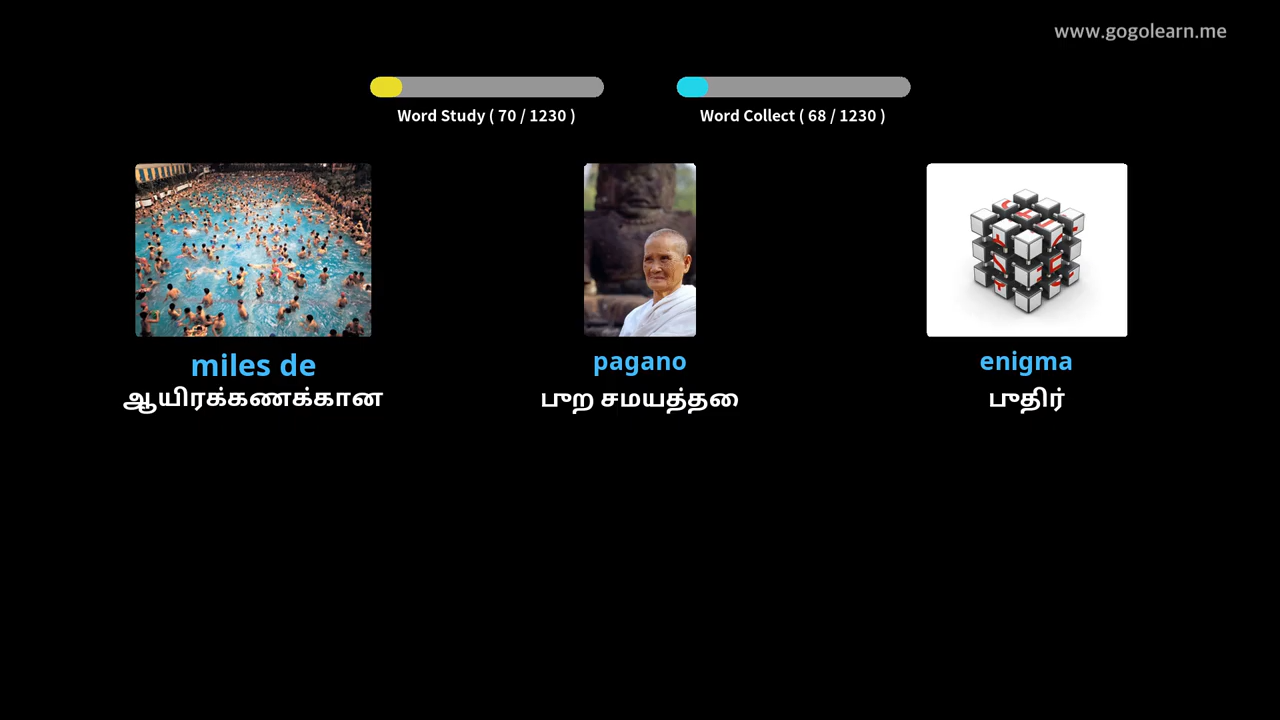 www.gogolearn.me
Word Study ( 70 / 1230 )
Word Collect ( 68 / 1230 )
miles de
pagano
enigma
ஆயிரக்கணக்கான
புற சமயத்தை
புதிர்